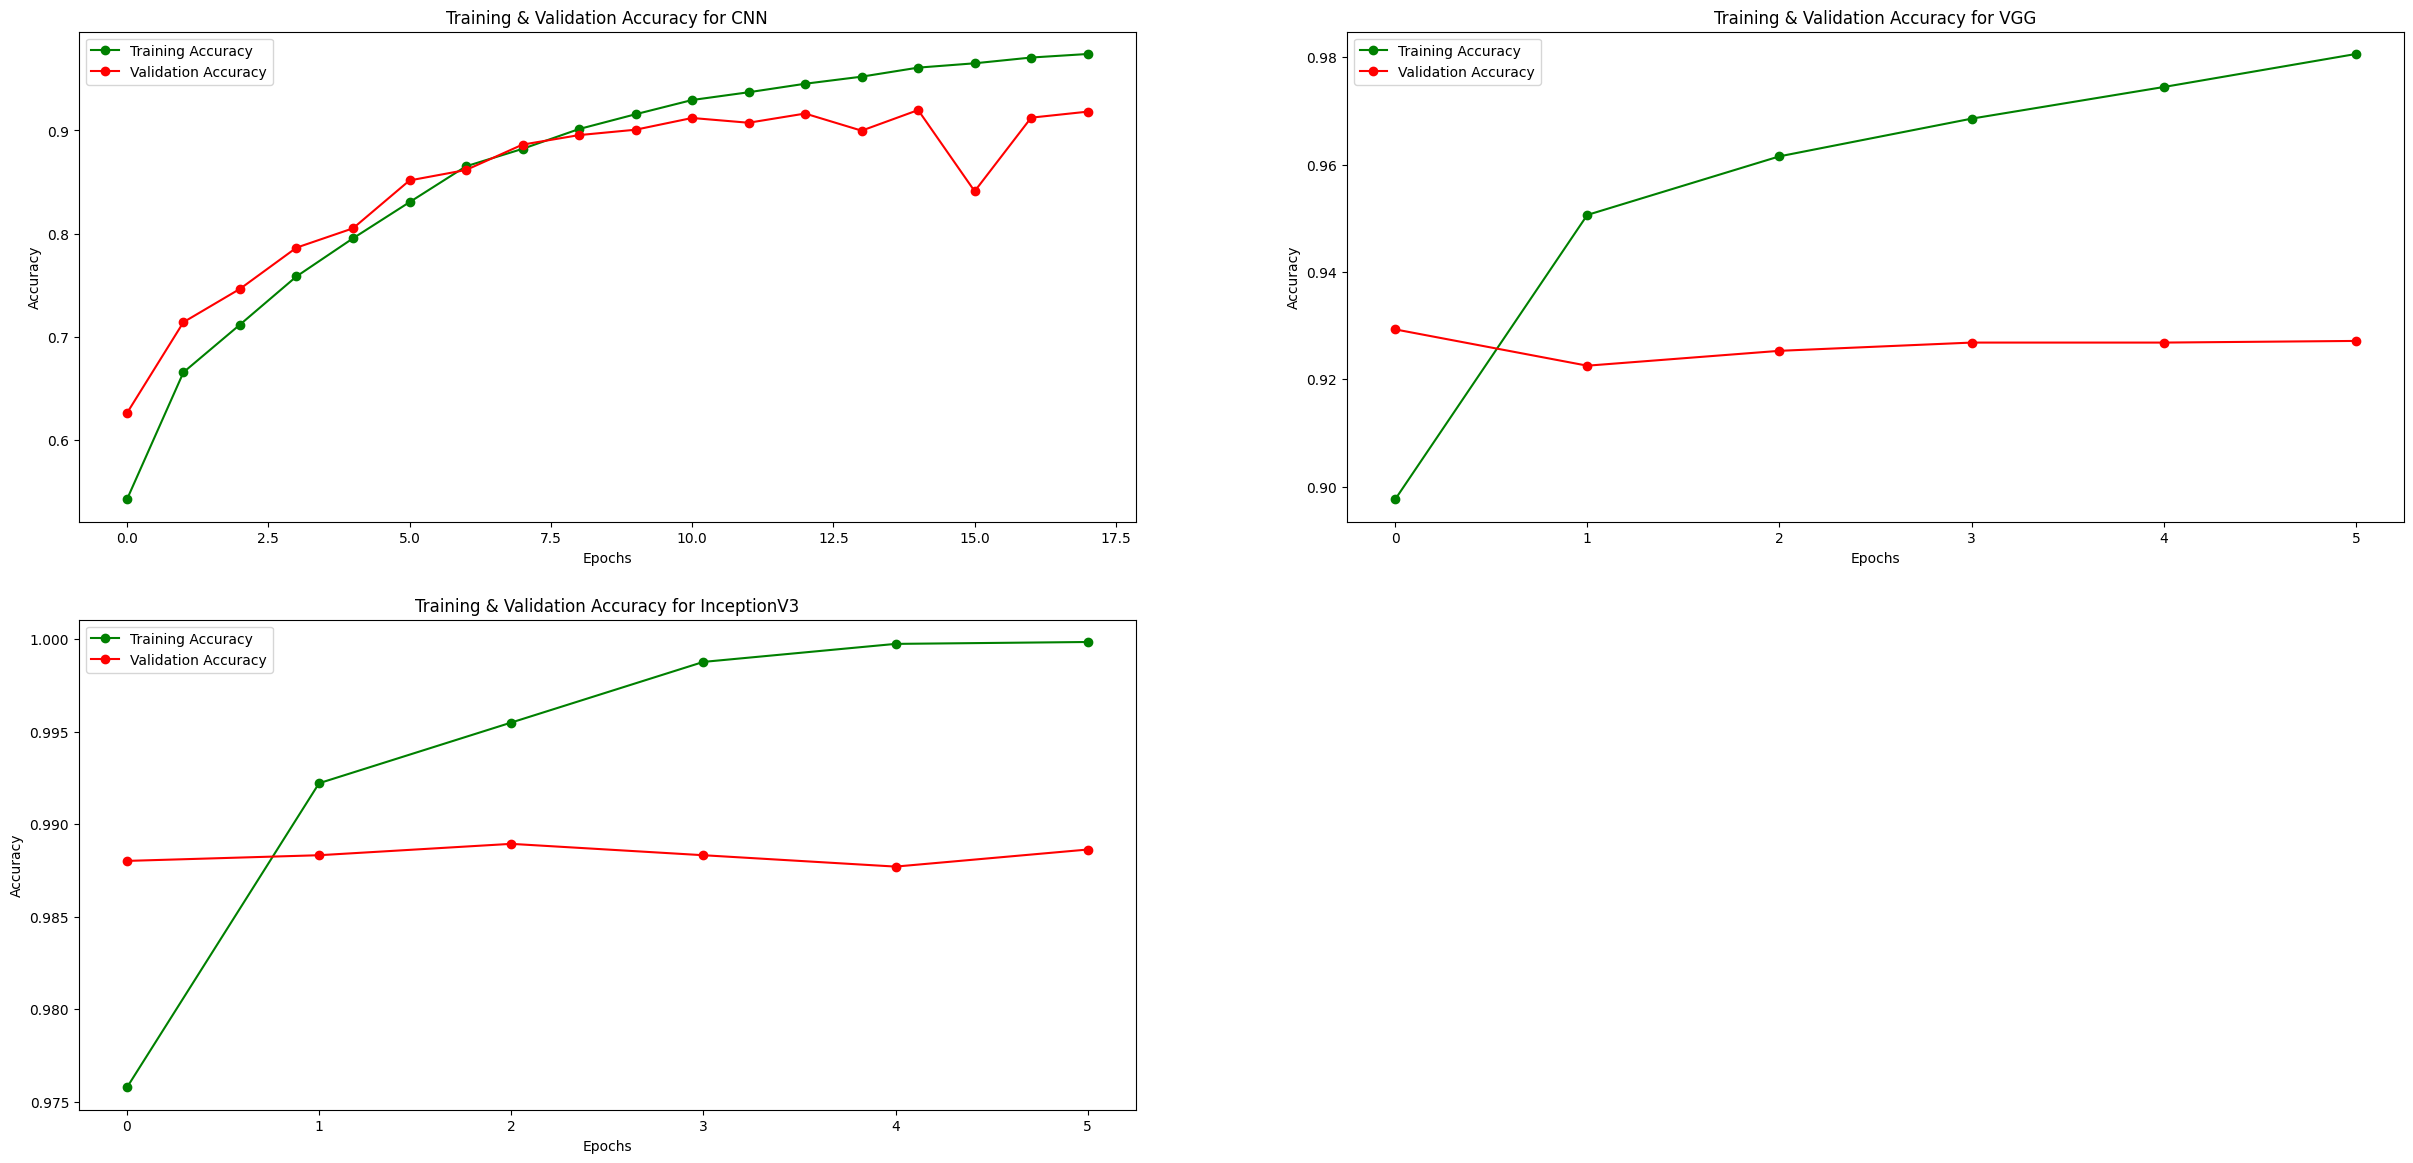 Training & Validation Accuracy for CNN
Training Accuracy
Validation Accuracy
Accuracy
0.9
0.8
0.7
0.6
0.0 2.5 5.0 7.5 10.0 12.5 15.0 17.5
Epochs
Training & Validation Accuracy for VGG
Training Accuracy
Validation Accuracy
Accuracy
0.98
0.96
0.94
0.92
0.90
0 1 2 3 4 5
Epochs
Training & Validation Accuracy for InceptionV3
Training Accuracy
Validation Accuracy
Accuracy
1.000
0.995
0.990
0.985
0.980
0.975
0 1 2 3 4 5
Epochs